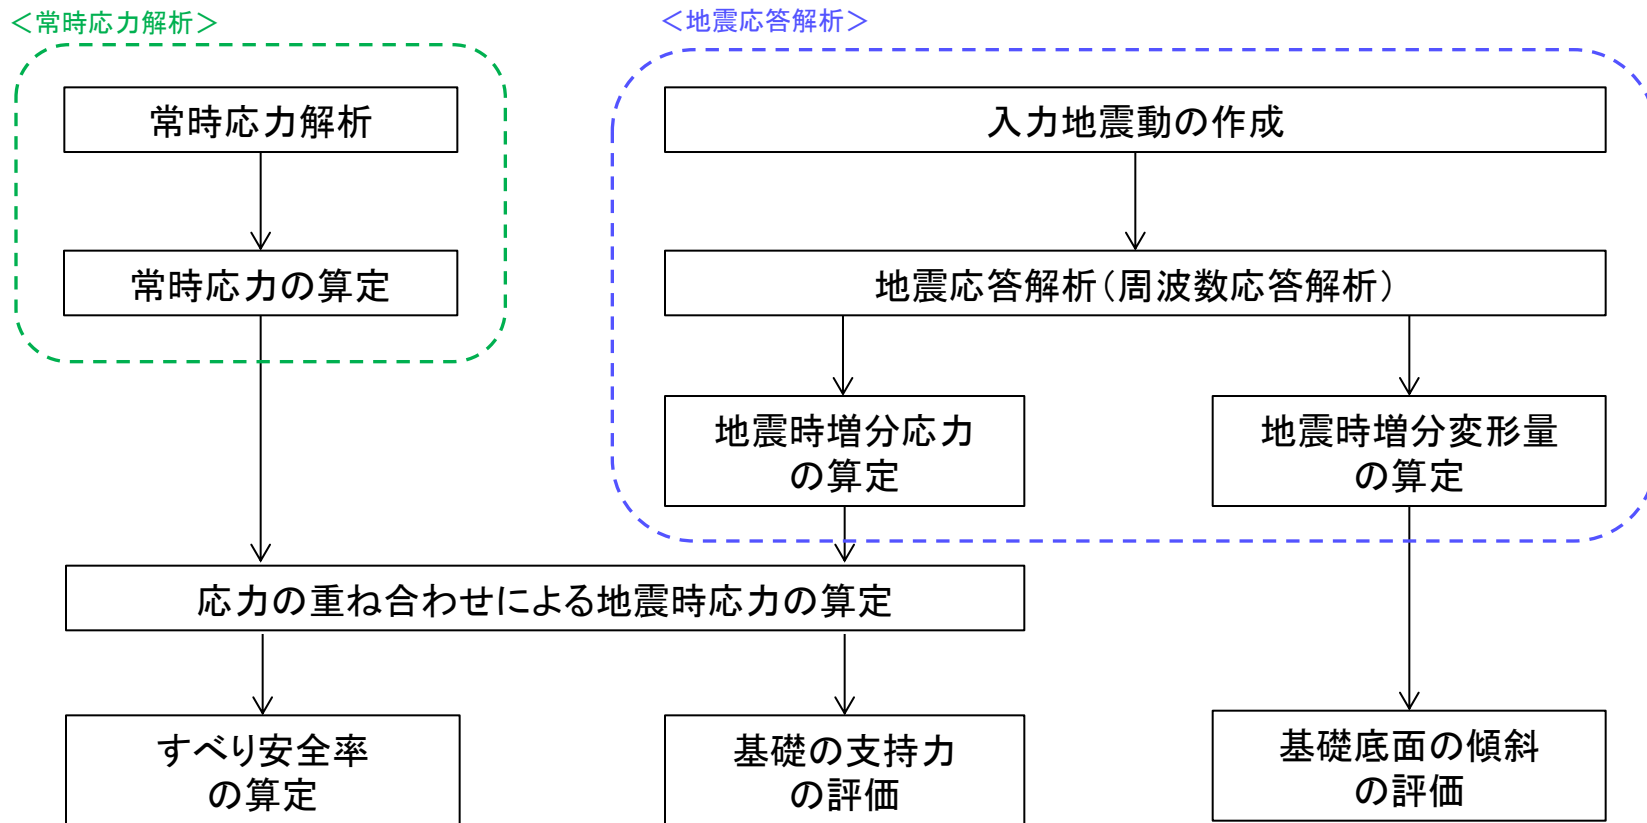 ＜常時応力解析＞
＜地震応答解析＞
常時応力解析
入力地震動の作成
常時応力の算定
地震応答解析（周波数応答解析）
地震時増分応力
の算定
地震時増分変形量
の算定
応力の重ね合わせによる地震時応力の算定
すべり安全率
の算定
基礎の支持力
の評価
基礎底面の傾斜
の評価